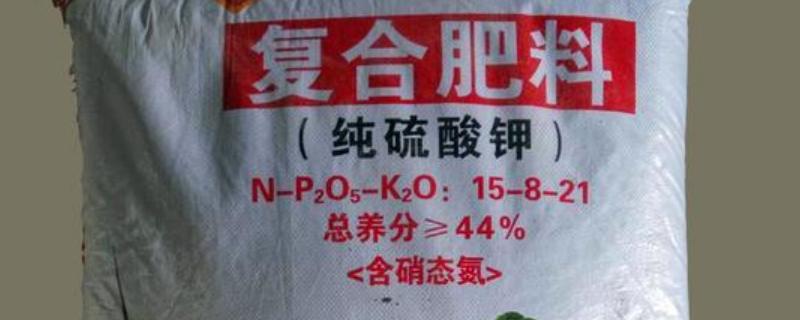 复合肥料
（纯硫酸钾）
N-P₂O₅-K₂O: 15-8-21
总养分≥44%
<含硝态氮>